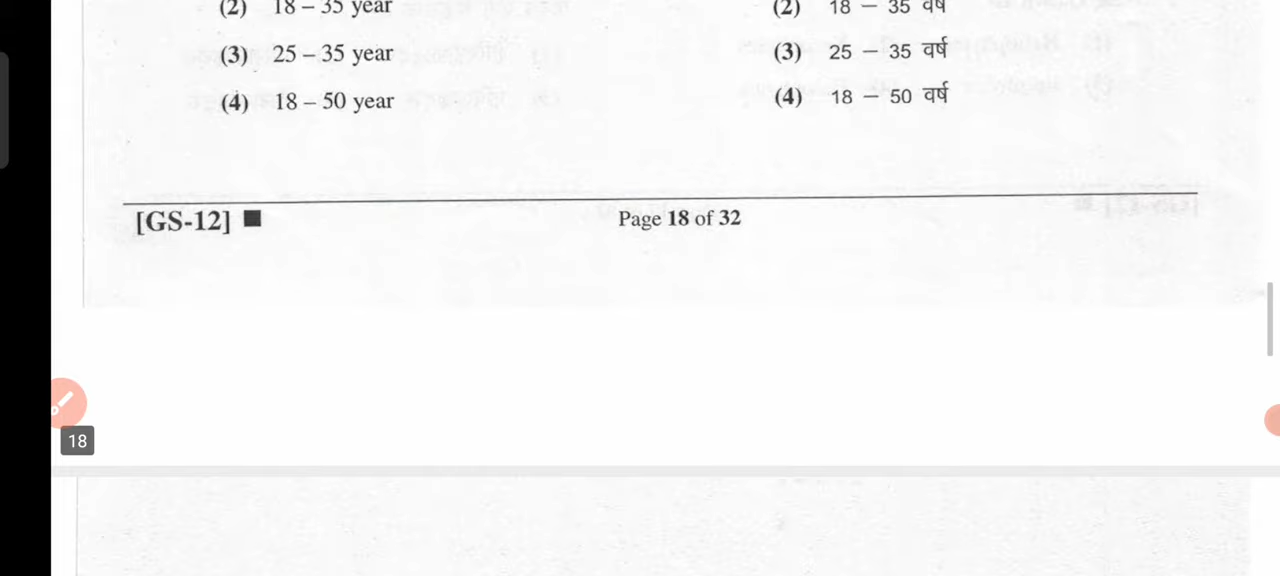 (2) 18 – 35 year
(3) 25 – 35 year
(4) 18 – 50 year
(2) 18 – 35 वर्ष
(3) 25 – 35 वर्ष
(4) 18 – 50 वर्ष
[GS-12] ■ Page 18 of 32
18